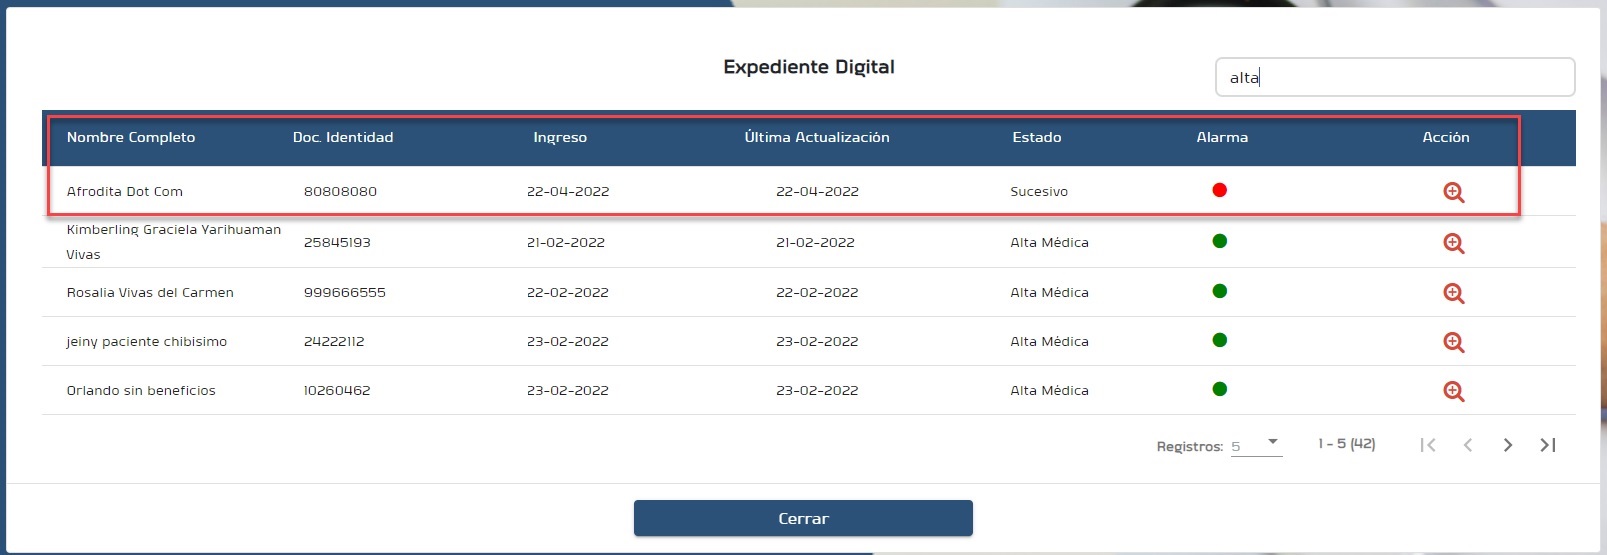 Expediente Digital
alta
Nombre Completo Doc. Identidad Ingreso Última Actualización Estado Alarma Acción
Afrodita Dot Com 80808080 22-04-2022 22-04-2022 Sucesivo
Kimberling Graciela Yarihuaman
Vivas 25845193 21-02-2022 21-02-2022 Alta Médica
Rosalia Vivas del Carmen 999666555 22-02-2022 22-02-2022 Alta Médica
jeiny paciente chibisimo 24222112 23-02-2022 23-02-2022 Alta Médica
Orlando sin beneficios 10260462 23-02-2022 23-02-2022 Alta Médica
Registros: 5 1 - 5 (42)
Cerrar